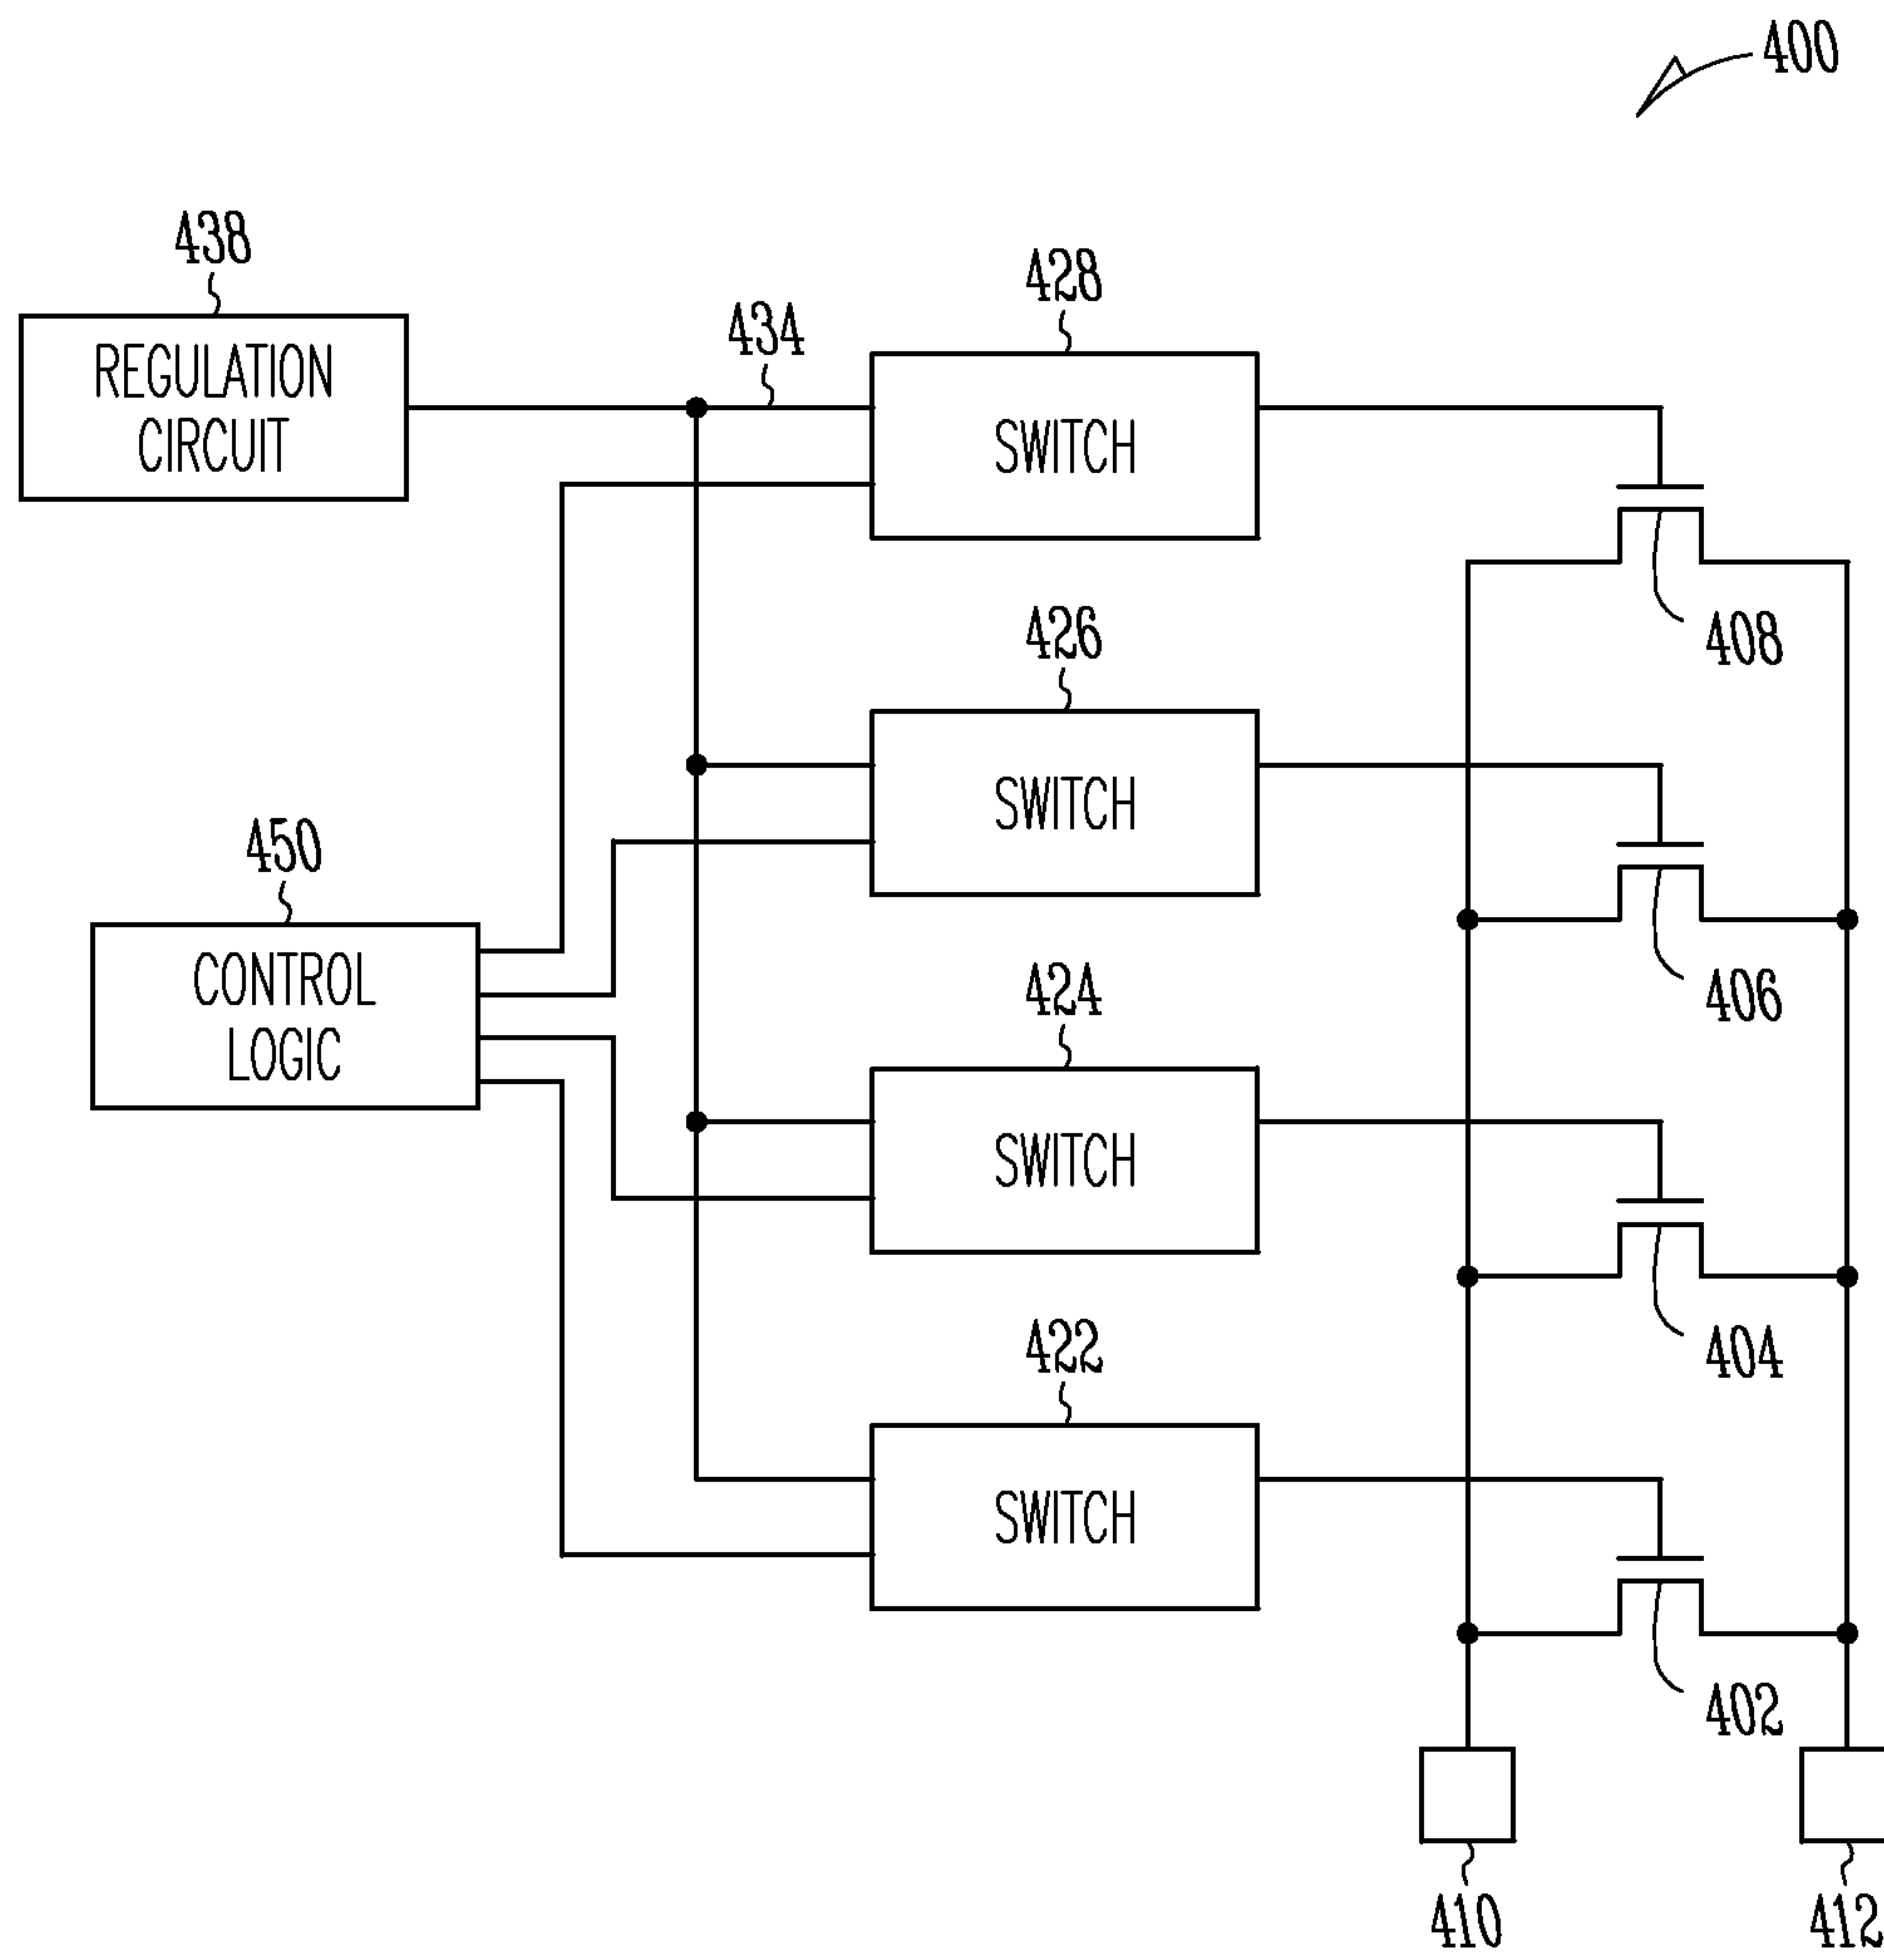 400
438
REGULATION
CIRCUIT
434
428
SWITCH
408
426
SWITCH
406
450
CONTROL
LOGIC
424
SWITCH
404
422
SWITCH
402
410
412